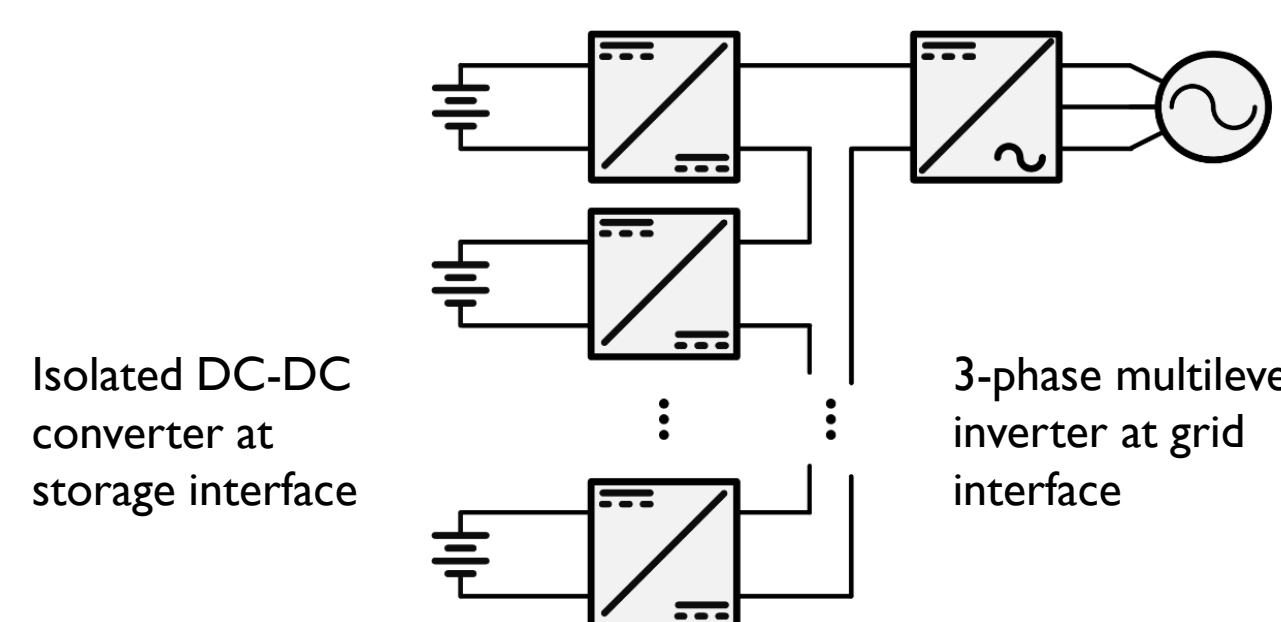 Isolated DC-DC
converter at
storage interface
3-phase multileve
inverter at grid
interface